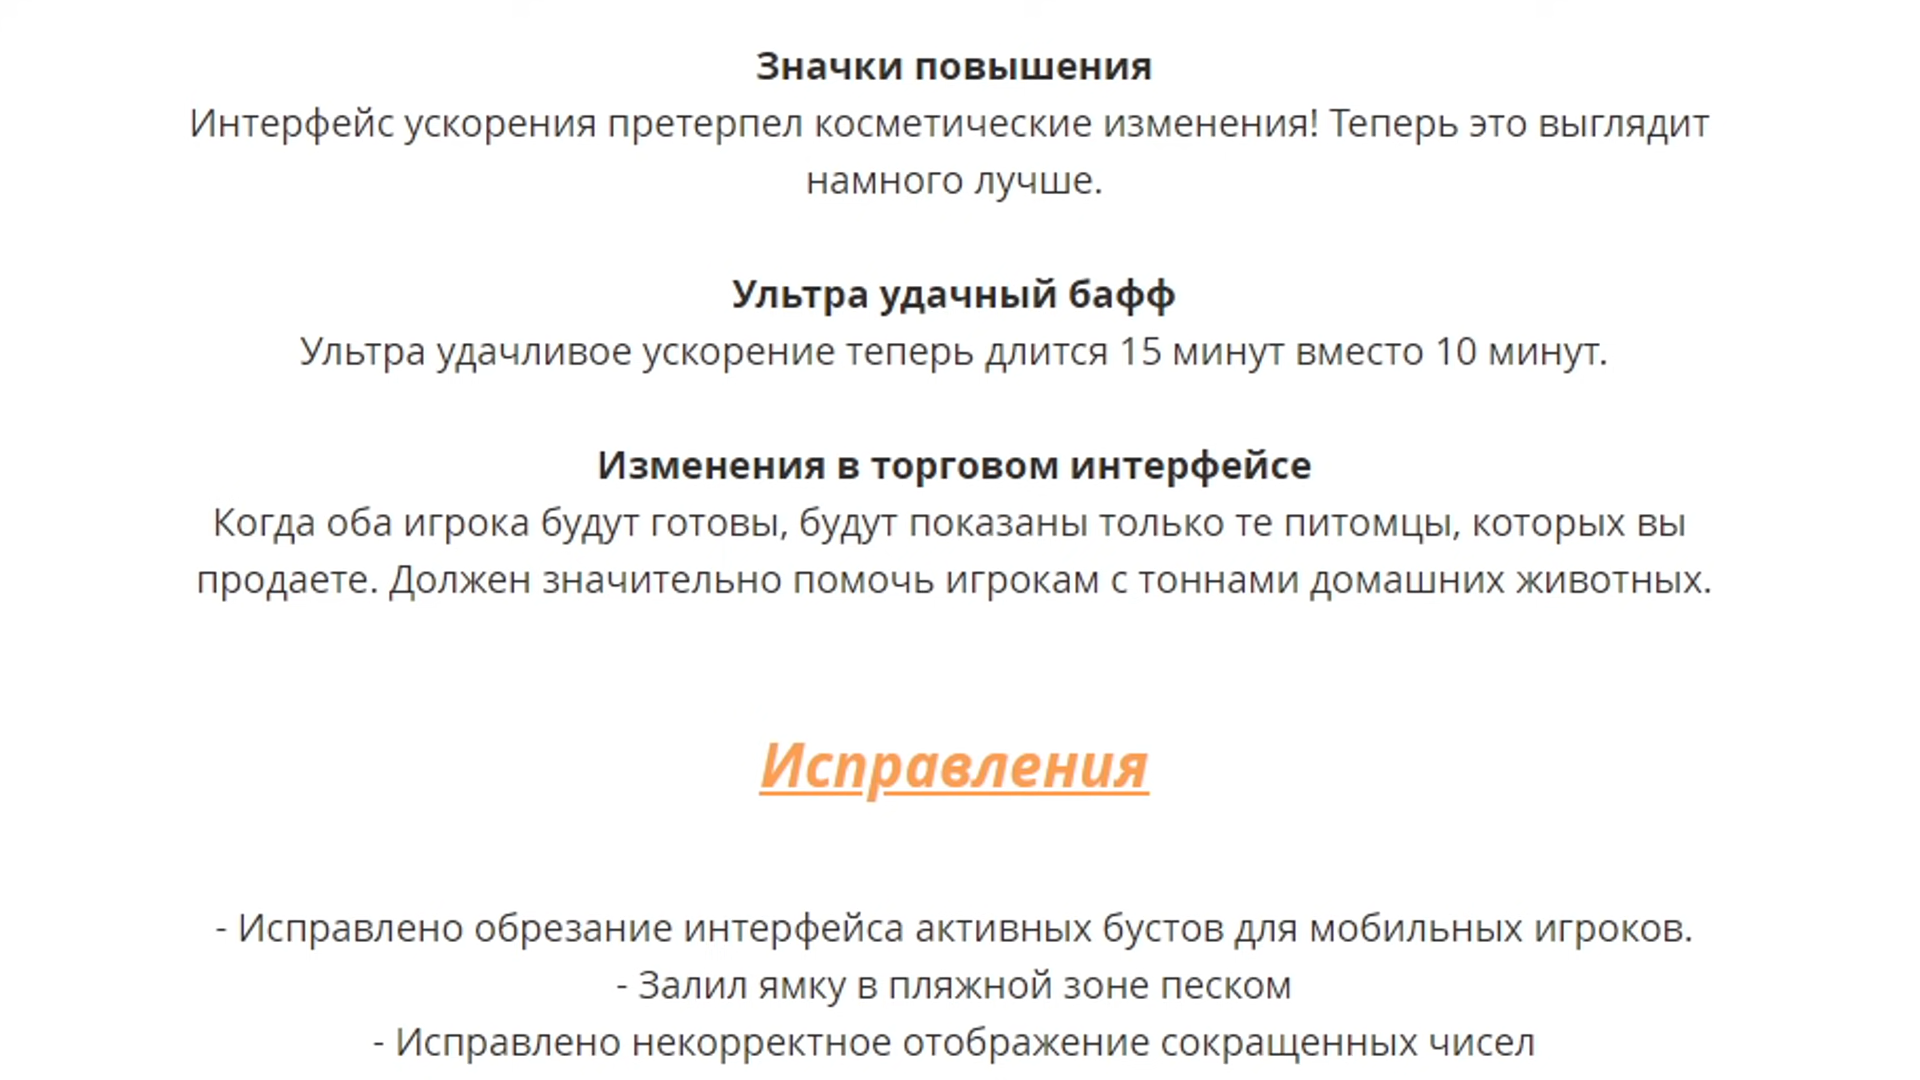 Значки повышения
Интерфейс ускорения претерпел косметические изменения! Теперь это выглядит
намного лучше.
Ультра удачный бафф
Ультра удачливое ускорение теперь длится 15 минут вместо 10 минут.
Изменения в торговом интерфейсе
Когда оба игрока будут готовы, будут показаны только те питомцы, которых вы
продаете. Должен значительно помочь игрокам с тоннами домашних животных.
Исправления
- Исправлено обрезание интерфейса активных бустов для мобильных игроков.
- Залил ямку в пляжной зоне песком
- Исправлено некорректное отображение сокращенных чисел